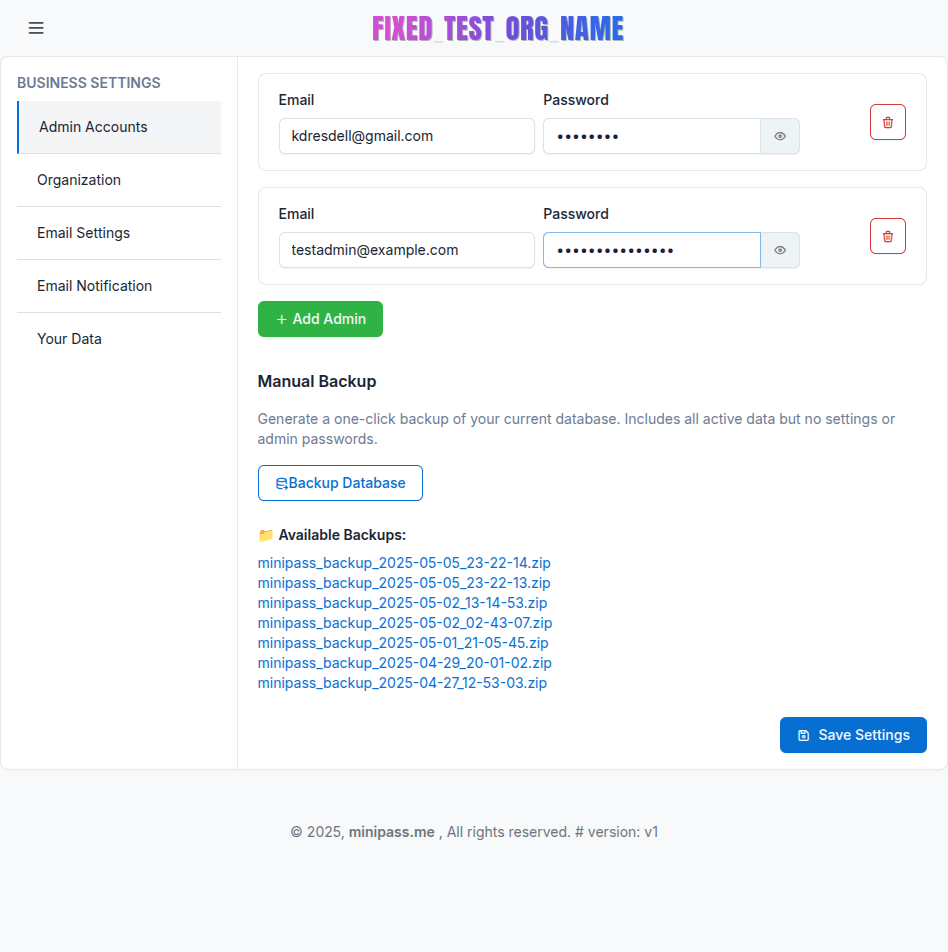 FIXED_TEST_ORG_NAME
BUSINESS SETTINGS
Admin Accounts
Organization
Email Settings
Email Notification
Your Data
Email Password
kdresdell@gmail.com ••••••••
Email Password
testadmin@example.com •••••••••••••••
+ Add Admin
Manual Backup
Generate a one-click backup of your current database. Includes all active data but no settings or
admin passwords.
Backup Database
📁 Available Backups:
minipass_backup_2025-05-05_23-22-14.zip
minipass_backup_2025-05-05_23-22-13.zip
minipass_backup_2025-05-02_13-14-53.zip
minipass_backup_2025-05-02_02-43-07.zip
minipass_backup_2025-05-01_21-05-45.zip
minipass_backup_2025-04-29_20-01-02.zip
minipass_backup_2025-04-27_12-53-03.zip
Save Settings
© 2025, minipass.me , All rights reserved. # version: v1